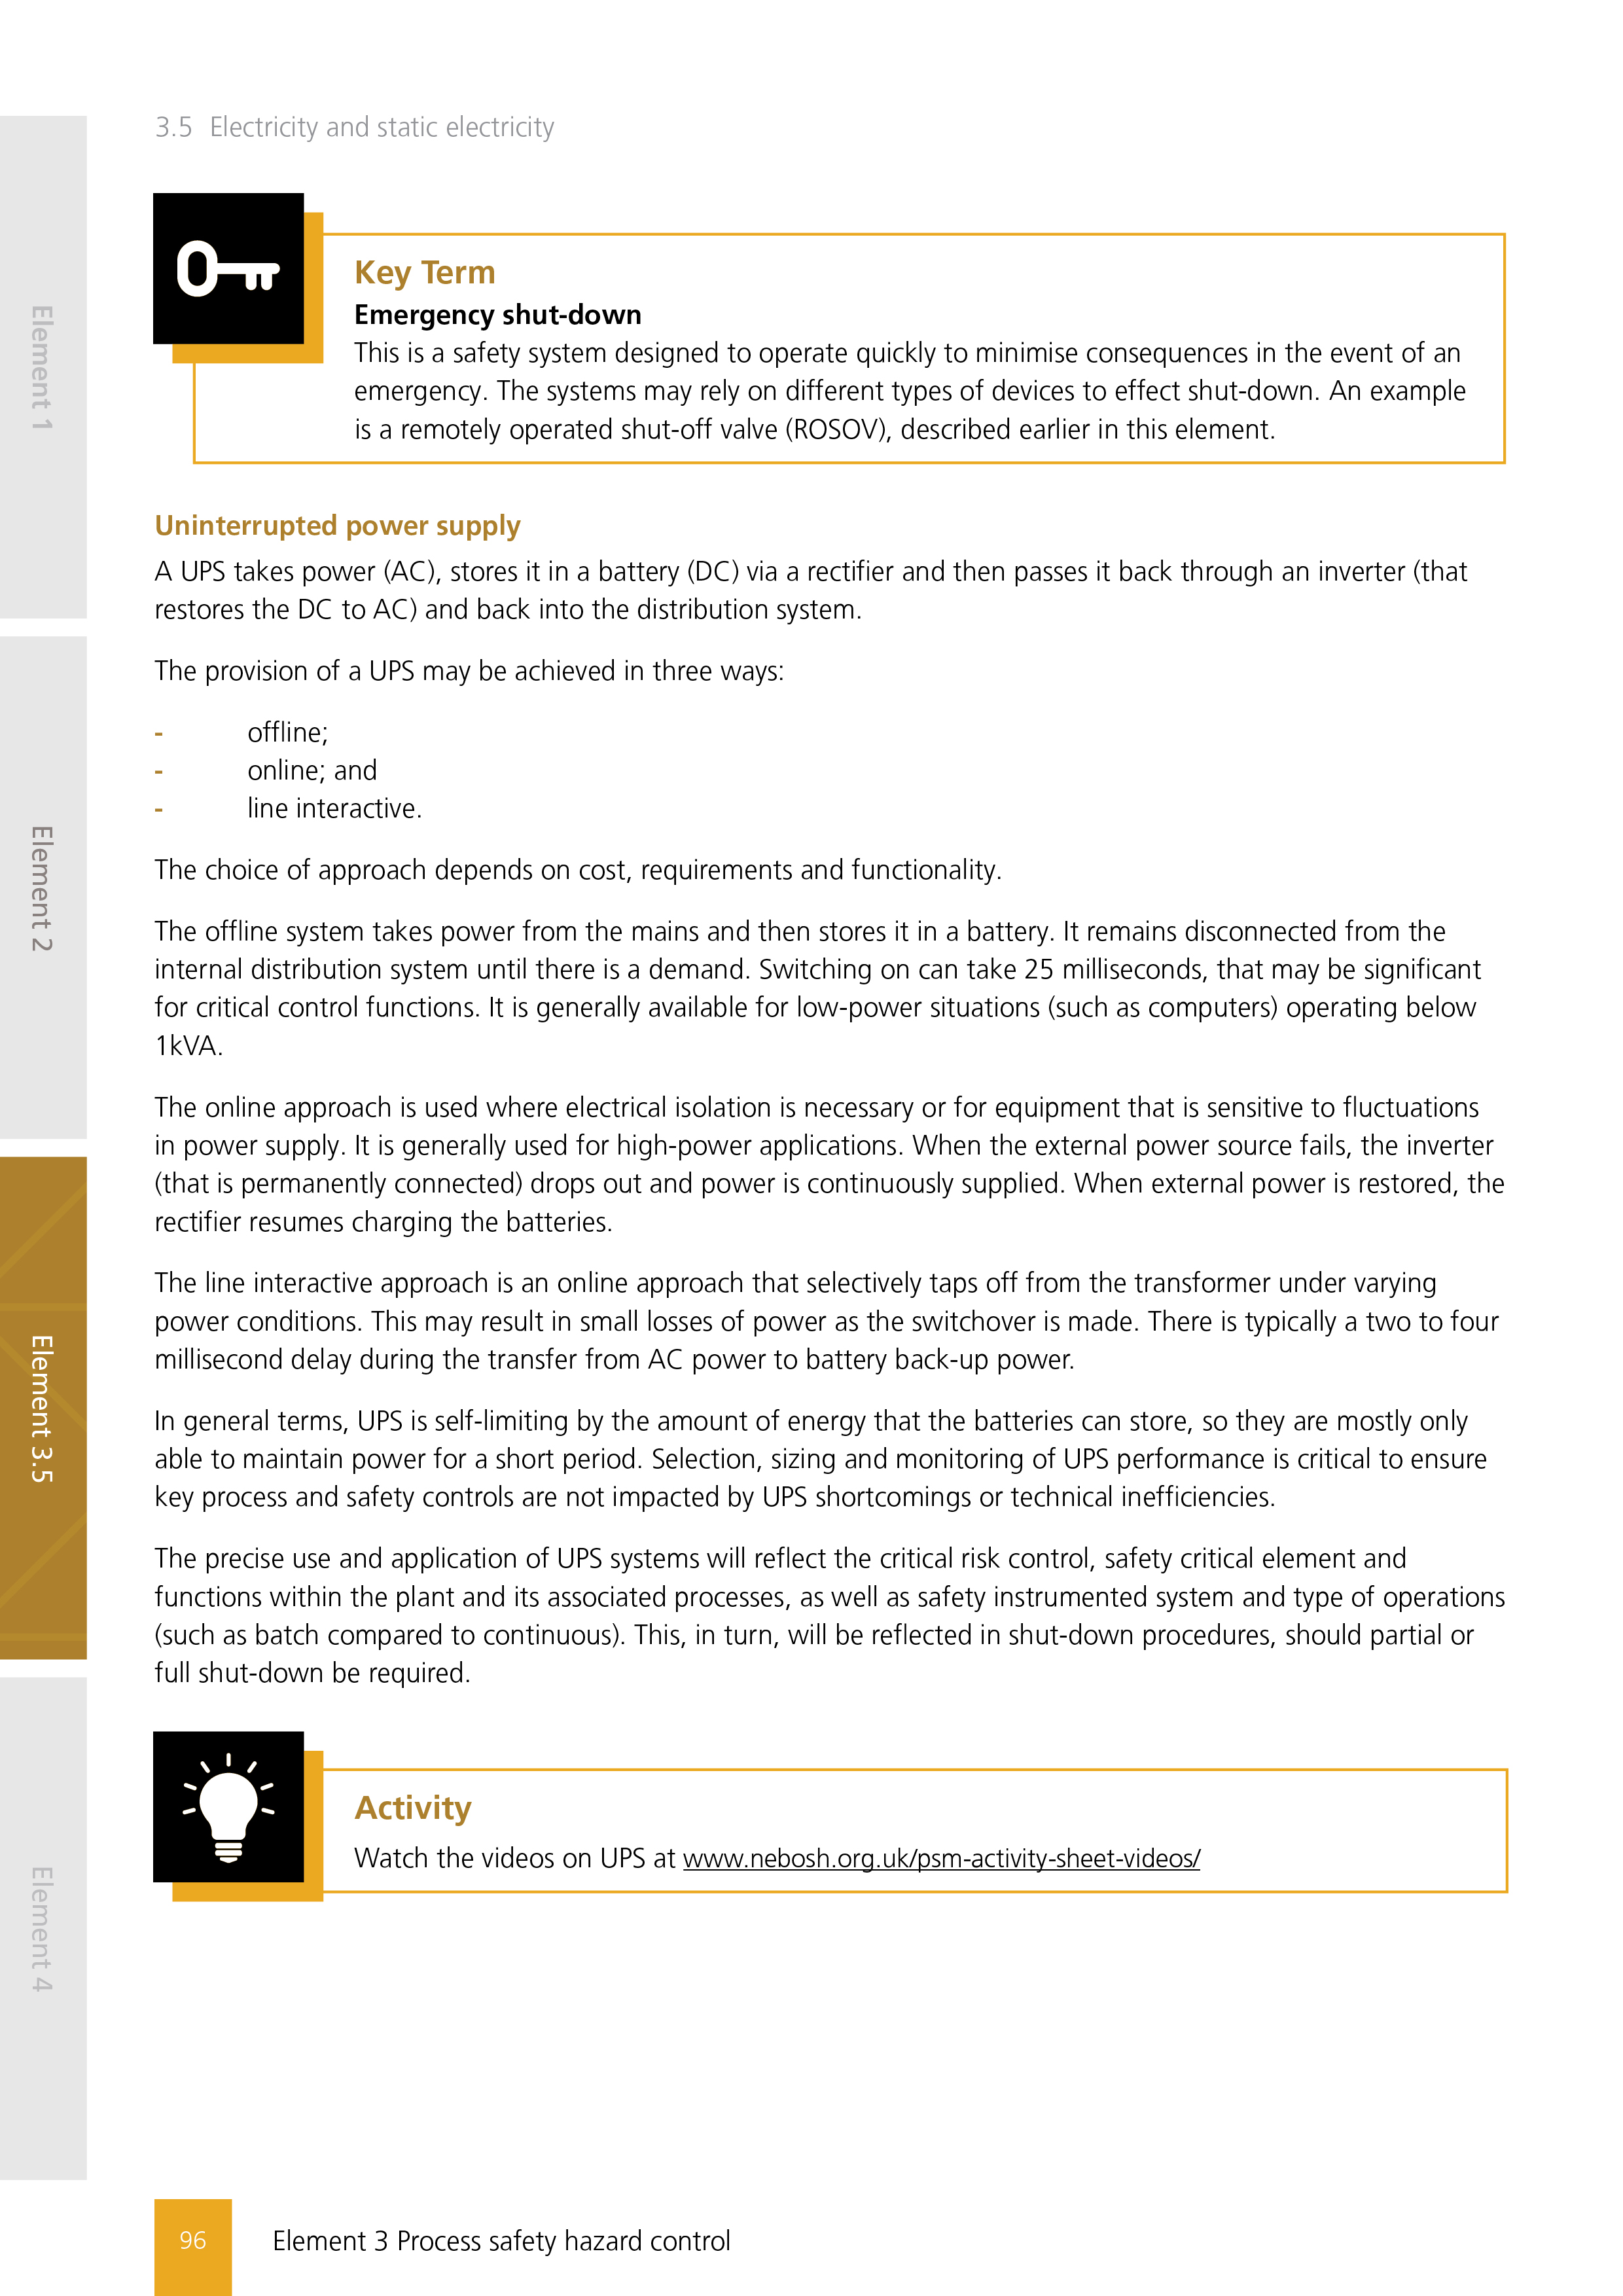 3.5 Electricity and static electricity
Key Term
Emergency shut-down
This is a safety system designed to operate quickly to minimise consequences in the event of an
emergency. The systems may rely on different types of devices to effect shut-down. An example
is a remotely operated shut-off valve (ROSOV), described earlier in this element.
Uninterrupted power supply
A UPS takes power (AC), stores it in a battery (DC) via a rectifier and then passes it back through an inverter (that
restores the DC to AC) and back into the distribution system.
The provision of a UPS may be achieved in three ways:
- offline;
- online; and
- line interactive.
The choice of approach depends on cost, requirements and functionality.
The offline system takes power from the mains and then stores it in a battery. It remains disconnected from the
internal distribution system until there is a demand. Switching on can take 25 milliseconds, that may be significant
for critical control functions. It is generally available for low-power situations (such as computers) operating below
1kVA.
The online approach is used where electrical isolation is necessary or for equipment that is sensitive to fluctuations
in power supply. It is generally used for high-power applications. When the external power source fails, the inverter
(that is permanently connected) drops out and power is continuously supplied. When external power is restored, the
rectifier resumes charging the batteries.
The line interactive approach is an online approach that selectively taps off from the transformer under varying
power conditions. This may result in small losses of power as the switchover is made. There is typically a two to four
millisecond delay during the transfer from AC power to battery back-up power.
In general terms, UPS is self-limiting by the amount of energy that the batteries can store, so they are mostly only
able to maintain power for a short period. Selection, sizing and monitoring of UPS performance is critical to ensure
key process and safety controls are not impacted by UPS shortcomings or technical inefficiencies.
The precise use and application of UPS systems will reflect the critical risk control, safety critical element and
functions within the plant and its associated processes, as well as safety instrumented system and type of operations
(such as batch compared to continuous). This, in turn, will be reflected in shut-down procedures, should partial or
full shut-down be required.
Activity
Watch the videos on UPS at www.nebosh.org.uk/psm-activity-sheet-videos/
Element 1
Element 2
Element 3.5
Element 4
96
Element 3 Process safety hazard control